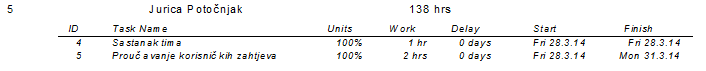 5 Jurica Potočnjak 138 hrs
ID Task Name Units Work Delay Start Finish
4 Sastanak tima 100% 1 hr 0 days Fri 28.3.14 Fri 28.3.14
5 Proučavanje korisničkih zahtjeva 100% 2 hrs 0 days Fri 28.3.14 Mon 31.3.14